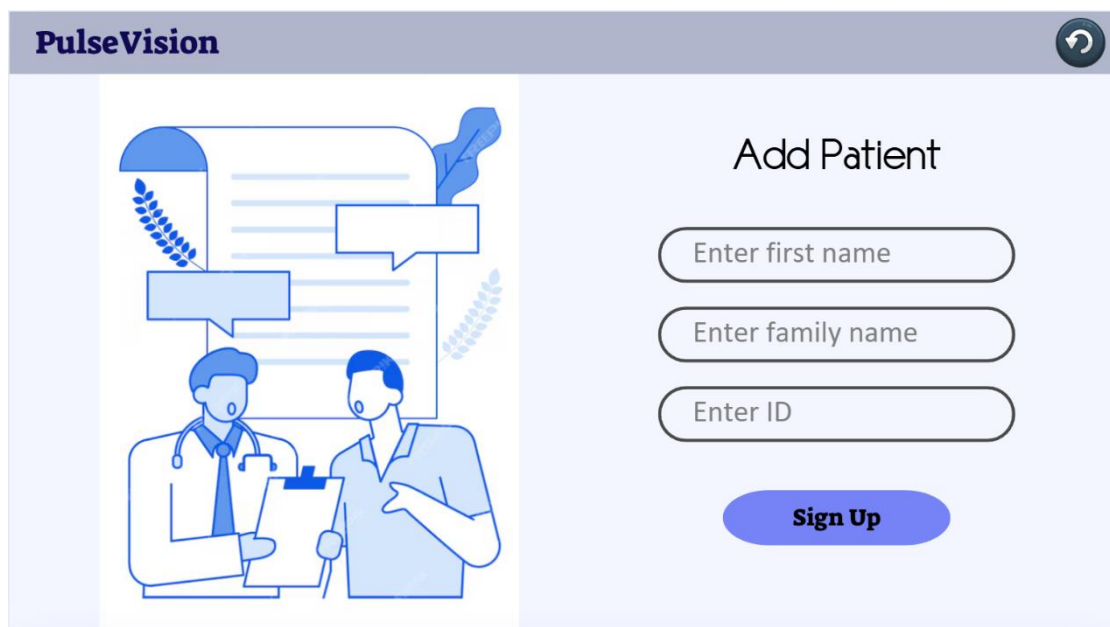 PulseVision
Add Patient
Enter first name
Enter family name
Enter ID
Sign Up